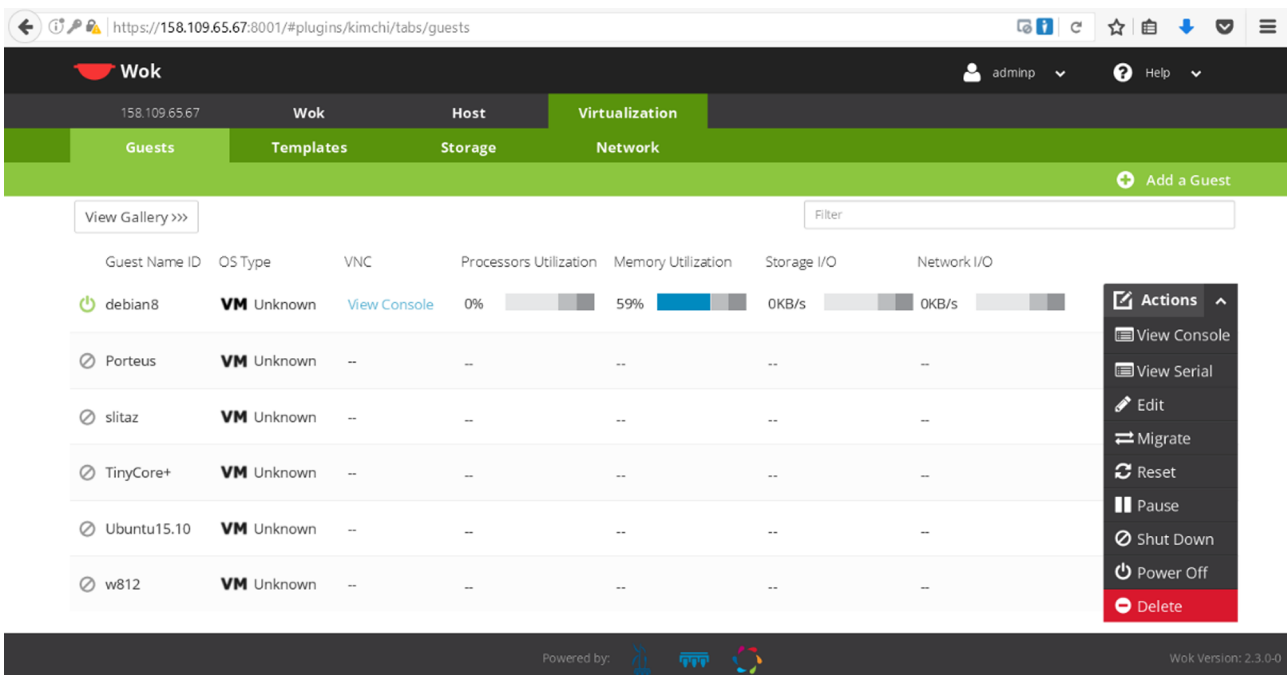 https://158.109.65.67:8001/#plugins/kimchi/tabs/guests
Wok adminp Help
158.109.65.67 Wok Host Virtualization
Guests Templates Storage Network
Add a Guest
View Gallery >>> Filter
Guest Name ID OS Type VNC Processors Utilization Memory Utilization Storage I/O Network I/O
debian8 VM Unknown View Console 0% 59% 0KB/s 0KB/s Actions
View Console
Porteus VM Unknown -- -- -- -- --
View Serial
Edit
slitaz VM Unknown -- -- -- -- --
Migrate
TinyCore+ VM Unknown -- -- -- -- -- Reset
Pause
Ubuntu15.10 VM Unknown -- -- -- -- --
Shut Down
w812 VM Unknown -- -- -- -- --
Power Off
Delete
Powered by: Wok Version: 2.3.0-0